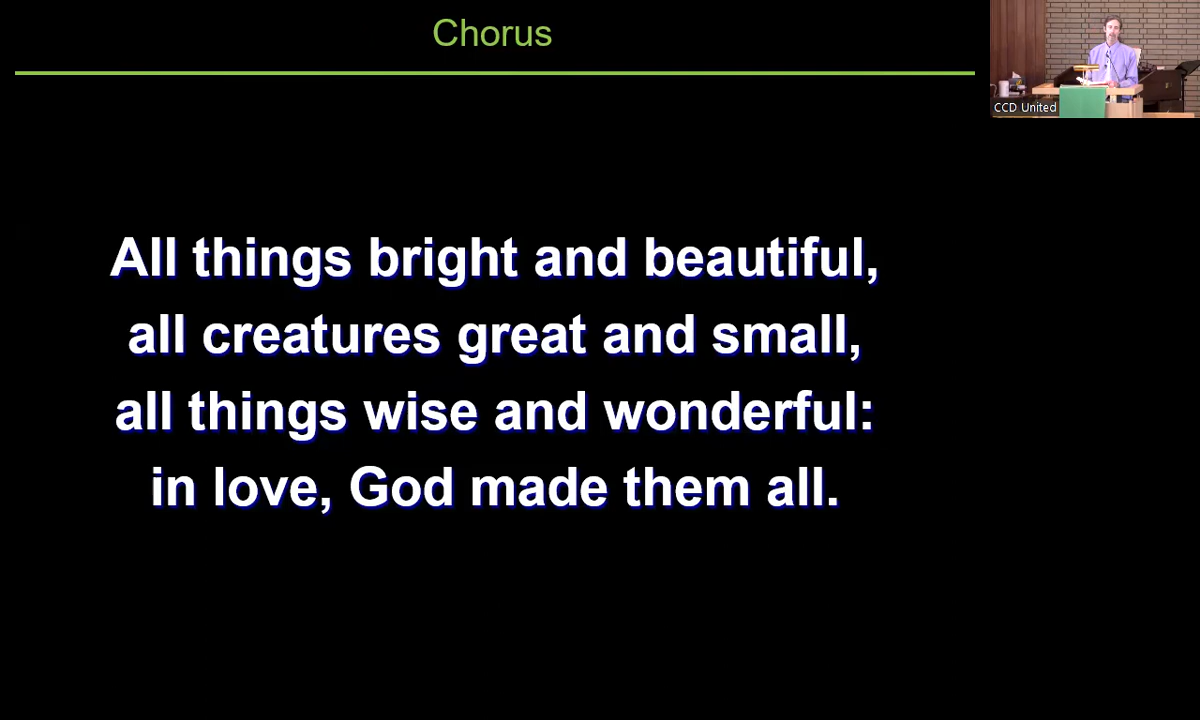 Chorus
CCD United
All things bright and beautiful,
all creatures great and small,
all things wise and wonderful:
in love, God made them all.